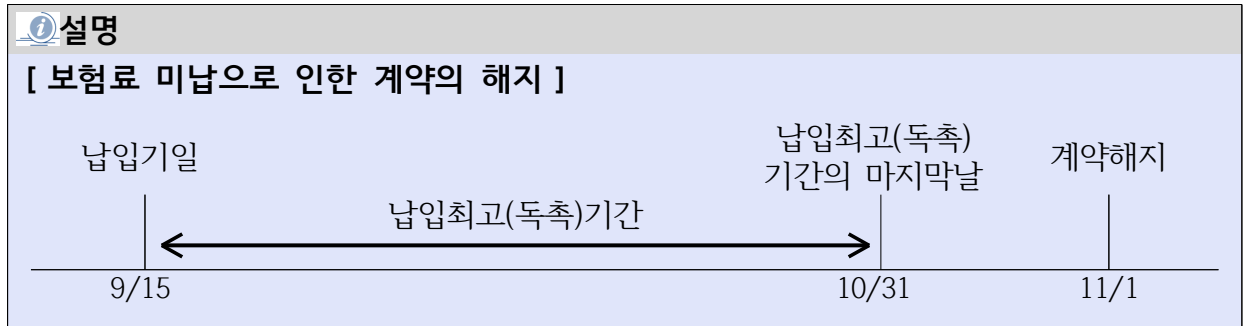 설명
[ 보험료 미납으로 인한 계약의 해지 ]
납입기일
납입최고(독촉)
기간의 마지막날
계약해지
납입최고(독촉)기간
9/15
10/31
11/1